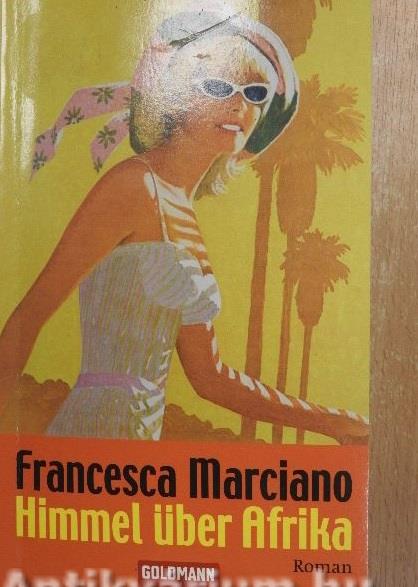 Francesca Marciano
Himmel über Afrika
Roman
GOLDMANN